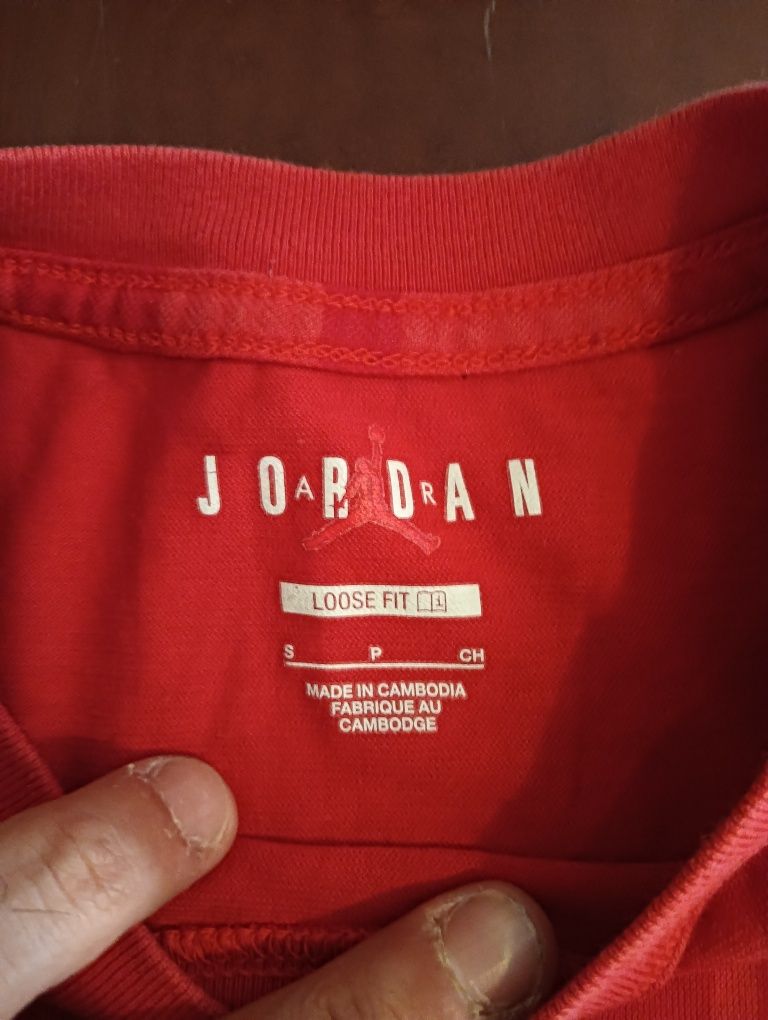 JORDAN
AIR
LOOSE FIT
S P CH
MADE IN CAMBODIA
FABRIQUE AU
CAMBODGE